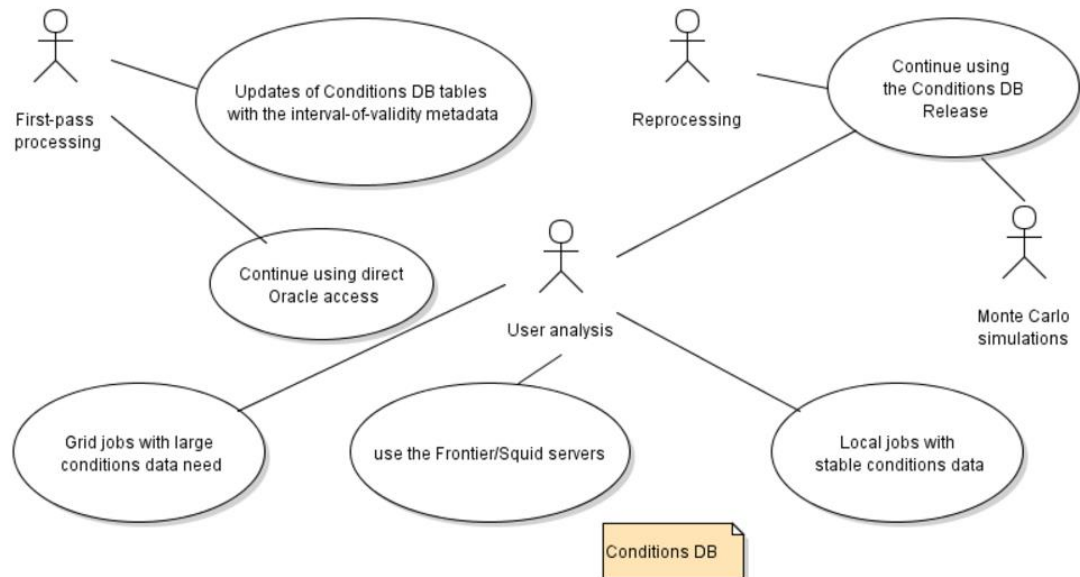 First-pass
processing
Updates of Conditions DB tables
with the interval-of-validity metadata
Reprocessing
Continue using
the Conditions DB
Release
Continue using direct
Oracle access
User analysis
Monte Carlo
simulations
Grid jobs with large
conditions data need
use the Frontier/Squid servers
Local jobs with
stable conditions data
Conditions DB